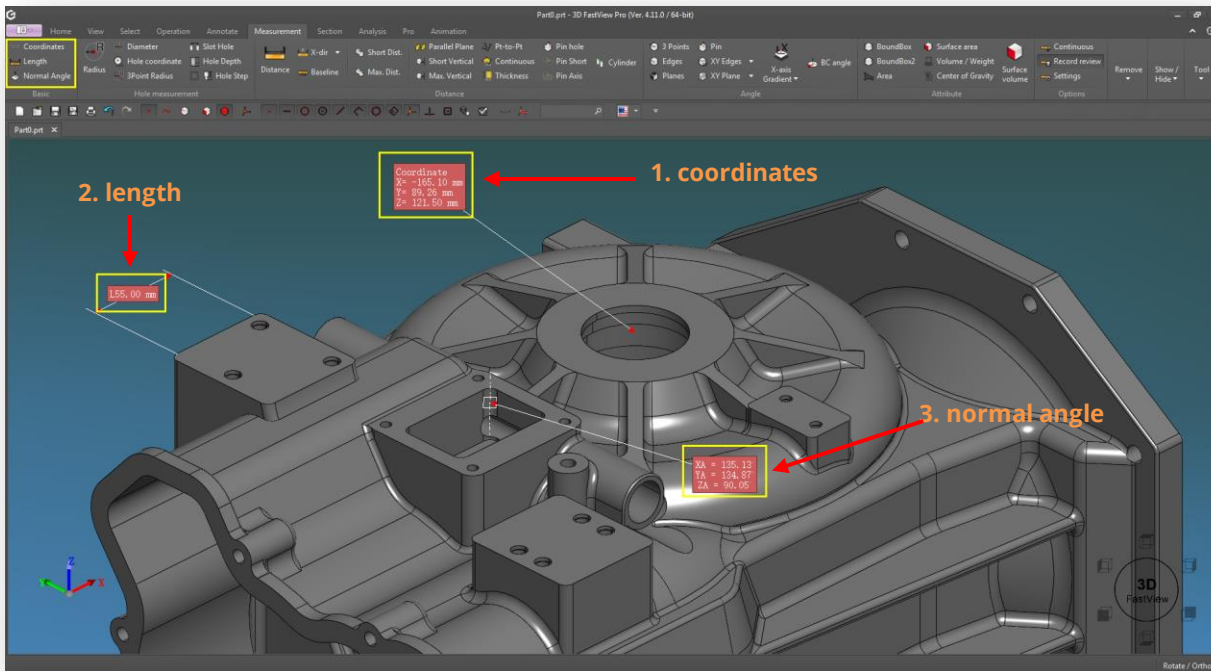 Part0.prt - 3D FastView Pro (Ver. 4.11.0 / 64-bit)
Home View Select Operation Annotate Measurement Section Analysis Pro Animation
Coordinates
Length
Normal Angle
Basic
Radius
Diameter
Hole coordinate
3Point Radius
Slot Hole
Hole Depth
Hole Step
Hole measurement
Distance
X-dir
Baseline
Short Dist.
Max. Dist.
Parallel Plane
Short Vertical
Max. Vertical
Pt-to-Pt
Continuous
Thickness
Pin hole
Pin Short
Pin Axis
Cylinder
Distance
3 Points
Edges
Planes
Pin
XY Edges
XY Plane
X-axis
Gradient
BC angle
Angle
BoundBox
BoundBox2
Area
Surface area
Volume / Weight
Center of Gravity
Surface
volume
Attribute
Continuous
Record review
Settings
Options
Remove
Show /
Hide
Tool
Part0.prt
1. coordinates
Coordinate
X= -165.10 mm
Y= 89.26 mm
Z= 121.50 mm
2. length
L55.00 mm
3. normal angle
XA = 135.13
YA = 134.87
ZA = 90.05
Z
X
3D
FastView
Rotate / Ortho